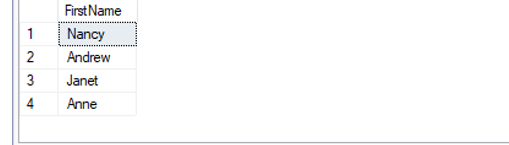 FirstName
1 Nancy
2 Andrew
3 Janet
4 Anne